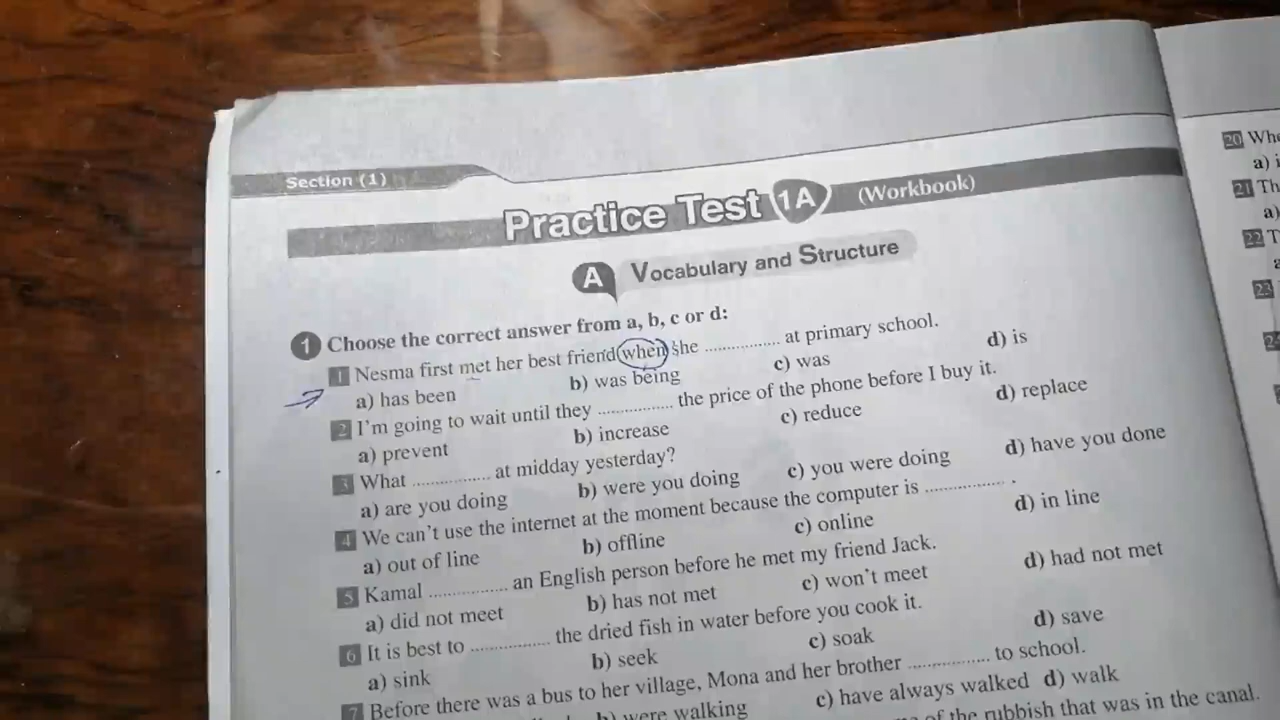 Section (1)
Practice Test 1A (Workbook)
A Vocabulary and Structure
1 Choose the correct answer from a, b, c or d:
1 Nesma first met her best friend when she ................ at primary school.
a) has been b) was being c) was d) is
2 I'm going to wait until they ................ the price of the phone before I buy it.
a) prevent b) increase c) reduce d) replace
3 What ................ at midday yesterday?
a) are you doing b) were you doing c) you were doing d) have you done
4 We can't use the internet at the moment because the computer is ................ .
a) out of line b) offline c) online d) in line
5 Kamal ................ an English person before he met my friend Jack.
a) did not meet b) has not met c) won't meet d) had not met
6 It is best to ................ the dried fish in water before you cook it.
a) sink b) seek c) soak d) save
7 Before there was a bus to her village, Mona and her brother ................ to school.
b) were walking c) have always walked d) walk
of the rubbish that was in the canal.
20
a)
21
a)
22
23